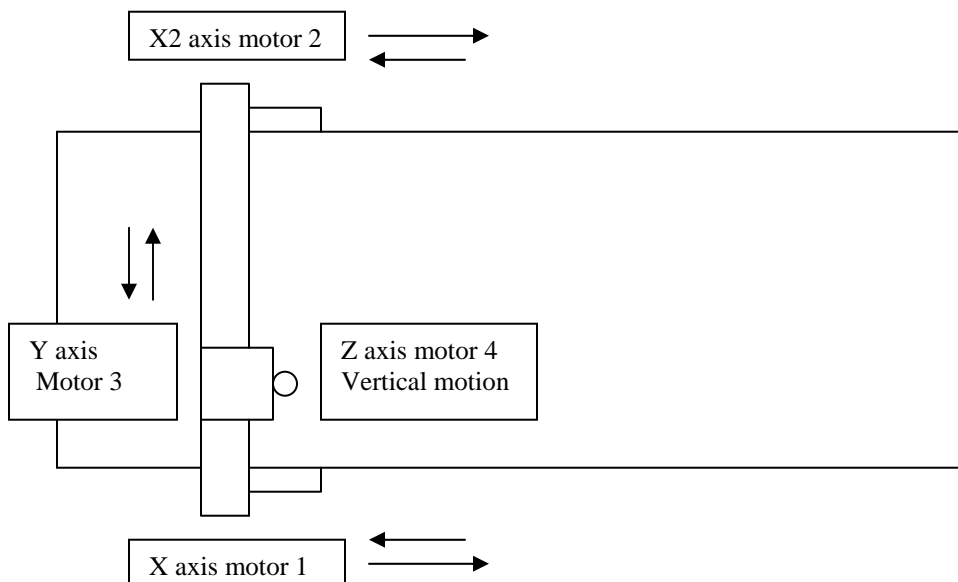 X2 axis motor 2
Y axis
Motor 3
Z axis motor 4
Vertical motion
X axis motor 1